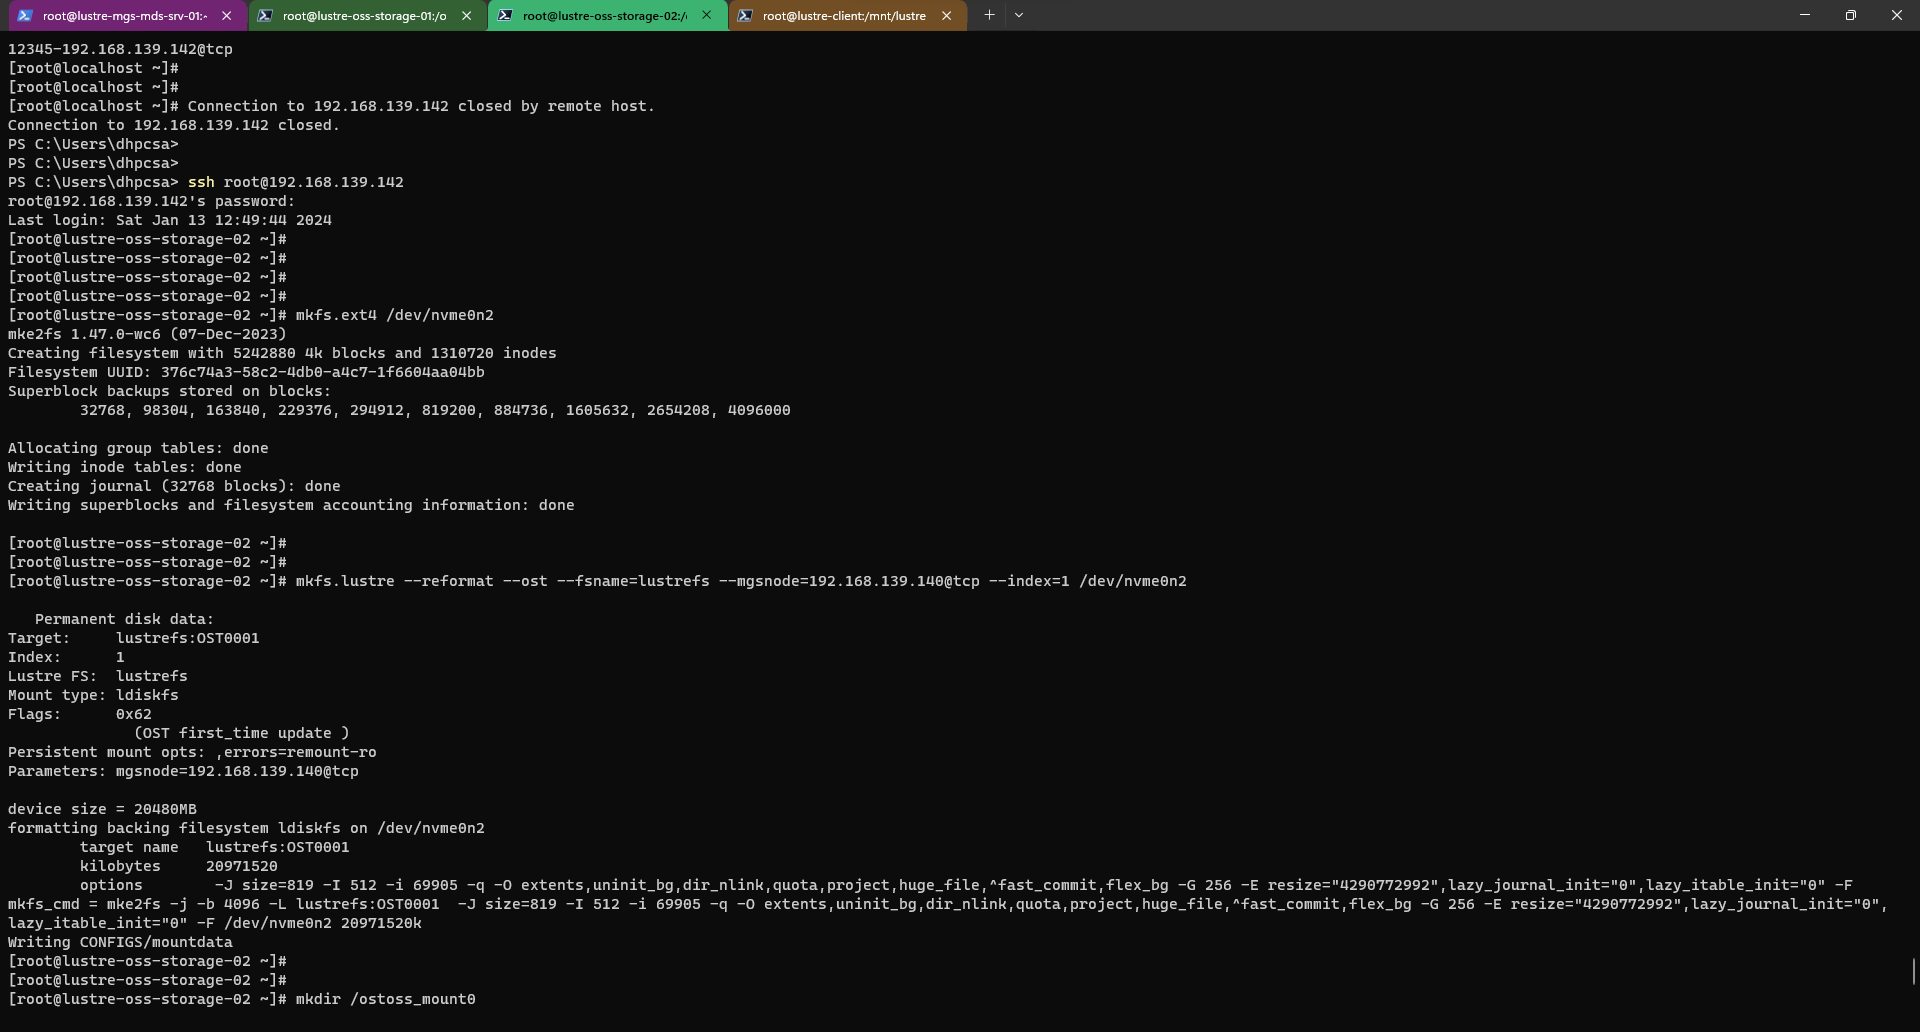 root@lustre-mgs-mds-srv-01:~
root@lustre-oss-storage-01:/o
root@lustre-oss-storage-02:/
root@lustre-client:/mnt/lustre
12345-192.168.139.142@tcp
[root@localhost ~]#
[root@localhost ~]#
[root@localhost ~]# Connection to 192.168.139.142 closed by remote host.
Connection to 192.168.139.142 closed.
PS C:\Users\dhpcsa>
PS C:\Users\dhpcsa>
PS C:\Users\dhpcsa> ssh root@192.168.139.142
root@192.168.139.142's password:
Last login: Sat Jan 13 12:49:44 2024
[root@lustre-oss-storage-02 ~]#
[root@lustre-oss-storage-02 ~]#
[root@lustre-oss-storage-02 ~]#
[root@lustre-oss-storage-02 ~]#
[root@lustre-oss-storage-02 ~]# mkfs.ext4 /dev/nvme0n2
mke2fs 1.47.0-wc6 (07-Dec-2023)
Creating filesystem with 5242880 4k blocks and 1310720 inodes
Filesystem UUID: 376c74a3-58c2-4db0-a4c7-1f6604aa04bb
Superblock backups stored on blocks:
32768, 98304, 163840, 229376, 294912, 819200, 884736, 1605632, 2654208, 4096000
Allocating group tables: done
Writing inode tables: done
Creating journal (32768 blocks): done
Writing superblocks and filesystem accounting information: done
[root@lustre-oss-storage-02 ~]#
[root@lustre-oss-storage-02 ~]#
[root@lustre-oss-storage-02 ~]# mkfs.lustre --reformat --ost --fsname=lustrefs --mgsnode=192.168.139.140@tcp --index=1 /dev/nvme0n2
Permanent disk data:
Target: lustrefs:OST0001
Index: 1
Lustre FS: lustrefs
Mount type: ldiskfs
Flags: 0x62
(OST first_time update )
Persistent mount opts: ,errors=remount-ro
Parameters: mgsnode=192.168.139.140@tcp
device size = 20480MB
formatting backing filesystem ldiskfs on /dev/nvme0n2
target name lustrefs:OST0001
kilobytes 20971520
options -J size=819 -I 512 -i 69905 -q -O extents,uninit_bg,dir_nlink,quota,project,huge_file,^fast_commit,flex_bg -G 256 -E resize="4290772992",lazy_journal_init="0",lazy_itable_init="0" -F
mkfs_cmd = mke2fs -j -b 4096 -L lustrefs:OST0001 -J size=819 -I 512 -i 69905 -q -O extents,uninit_bg,dir_nlink,quota,project,huge_file,^fast_commit,flex_bg -G 256 -E resize="4290772992",lazy_journal_init="0",
lazy_itable_init="0" -F /dev/nvme0n2 20971520k
Writing CONFIGS/mountdata
[root@lustre-oss-storage-02 ~]#
[root@lustre-oss-storage-02 ~]#
[root@lustre-oss-storage-02 ~]# mkdir /ostoss_mount0